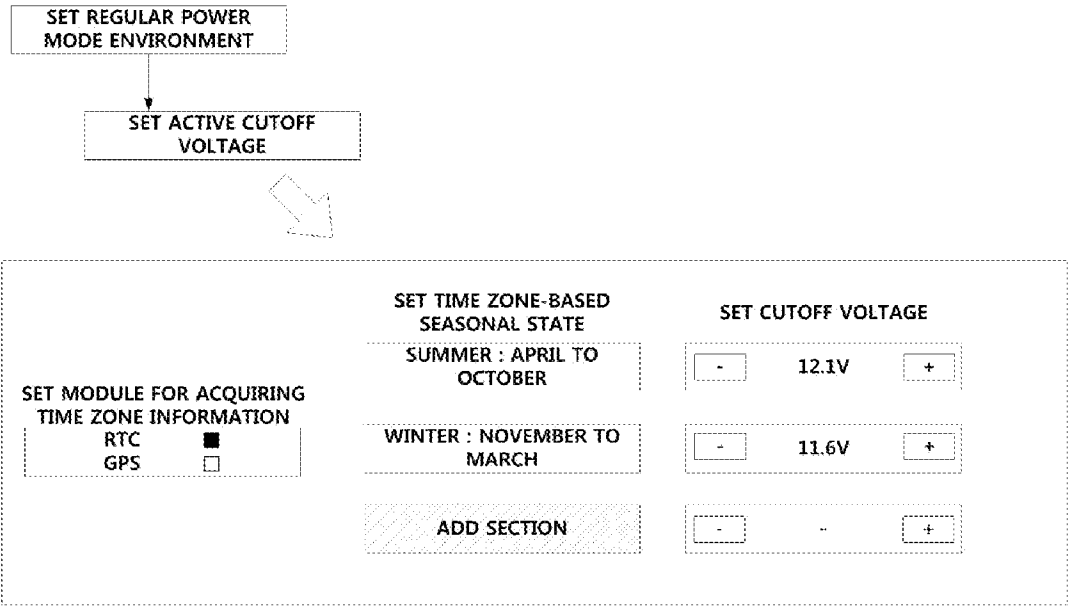 SET REGULAR POWER
MODE ENVIRONMENT
SET ACTIVE CUTOFF
VOLTAGE
SET TIME ZONE-BASED
SEASONAL STATE
SET CUTOFF VOLTAGE
SUMMER : APRIL TO
OCTOBER
- 12.1V +
SET MODULE FOR ACQUIRING
TIME ZONE INFORMATION
RTC ■
GPS □
WINTER : NOVEMBER TO
MARCH
- 11.6V +
ADD SECTION
- -- +